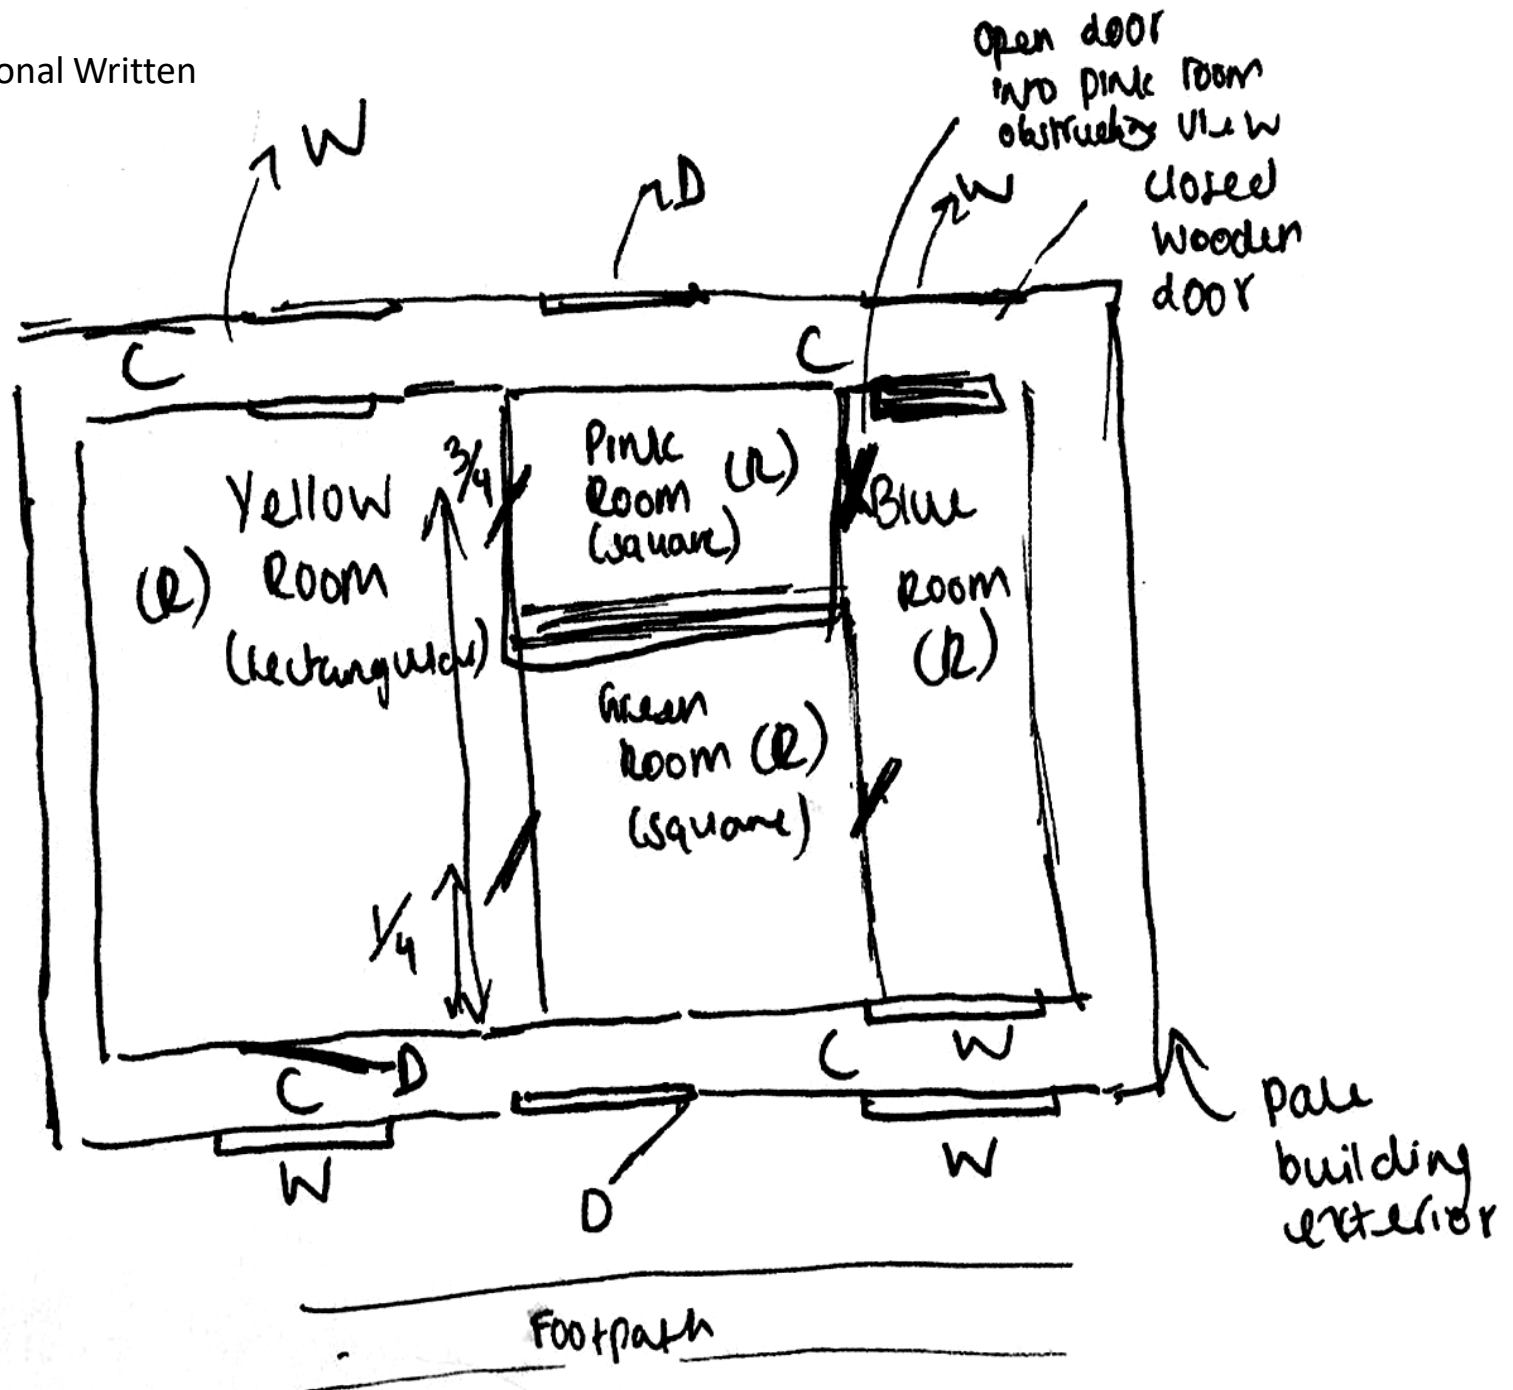 onal Written
open door
into pink room
obstructing view
W
D
W
closed
wooden
door
C
C
3/4
Pink
Room (R)
(square)
Yellow
(R) Room
(rectangular)
Blue
Room
(R)
Green
Room (R)
(square)
1/4
D
C
C
W
W
W
D
pale
building
exterior
Footpath